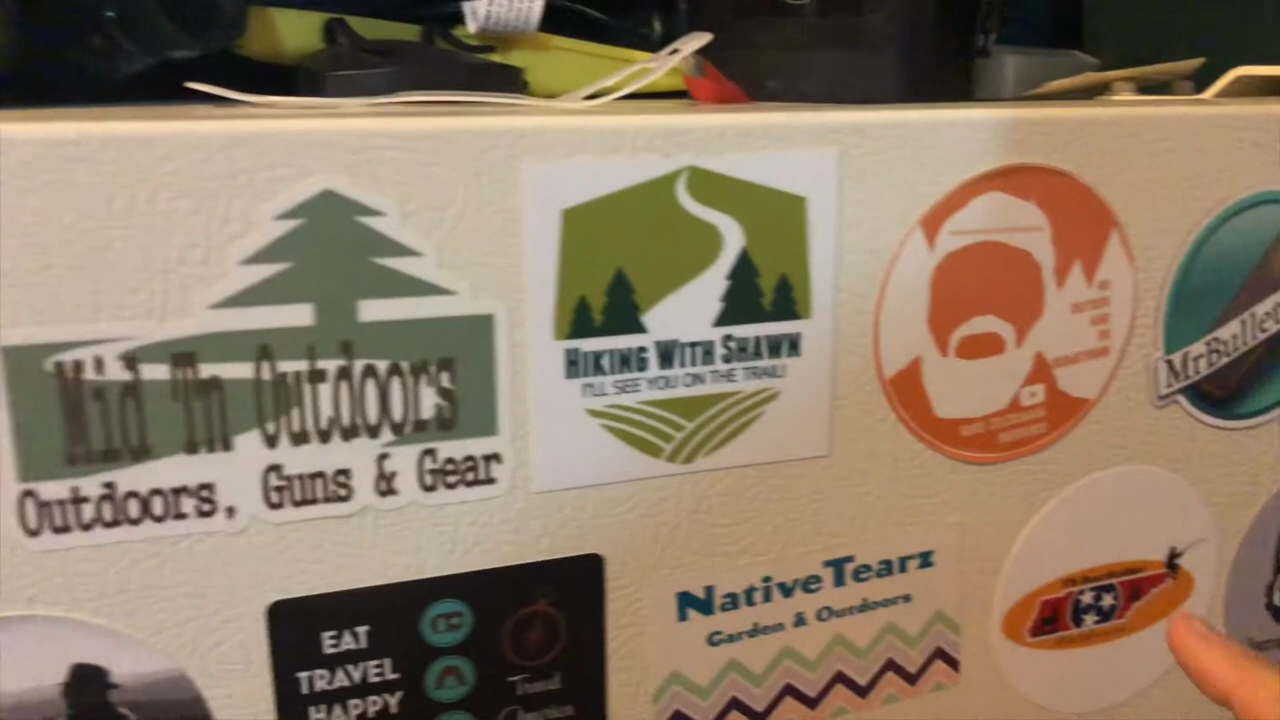 Mid Tn Outdoors
Outdoors, Guns & Gear
HIKING WITH SHAWN
I'LL SEE YOU ON THE TRAIL!
MrBullet
EAT
TRAVEL
HAPPY
Travel
NativeTearz
Garden & Outdoors